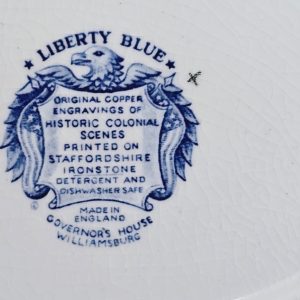 ★ LIBERTY BLUE ★
ORIGINAL COPPER
ENGRAVINGS OF
HISTORIC COLONIAL
SCENES
PRINTED ON
STAFFORDSHIRE
IRONSTONE
DETERGENT AND
DISHWASHER SAFE
MADE IN
ENGLAND
GOVERNOR'S HOUSE
WILLIAMSBURG